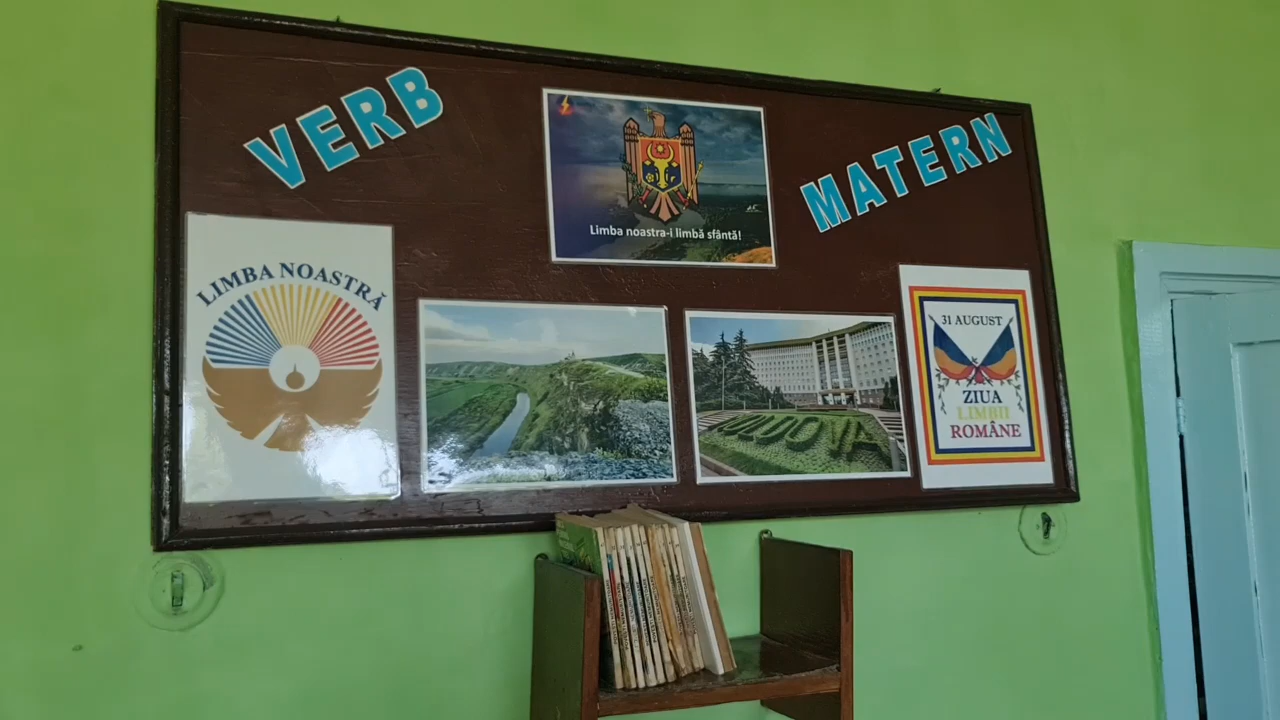 VERB
MATERN
Limba noastra-i limbă sfântă!
LIMBA NOASTRĂ
MOLDOVA
31 AUGUST
ZIUA
LIMBII
ROMÂNE